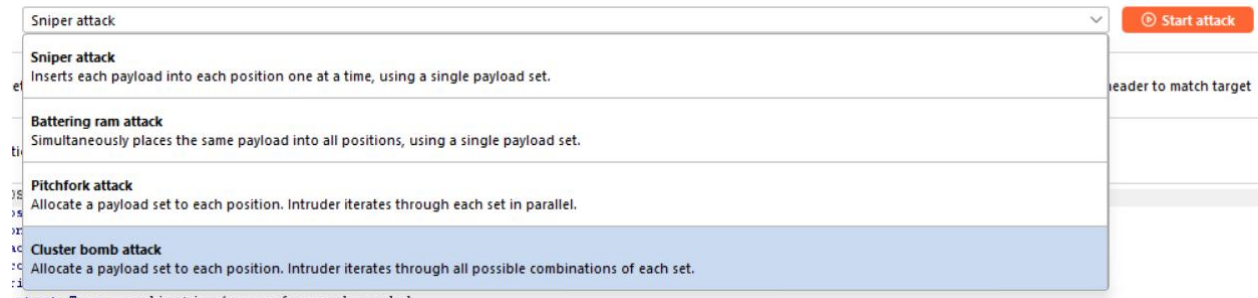 Sniper attack
Start attack
Sniper attack
Inserts each payload into each position one at a time, using a single payload set.
eader to match target
Battering ram attack
Simultaneously places the same payload into all positions, using a single payload set.
Pitchfork attack
Allocate a payload set to each position. Intruder iterates through each set in parallel.
Cluster bomb attack
Allocate a payload set to each position. Intruder iterates through all possible combinations of each set.